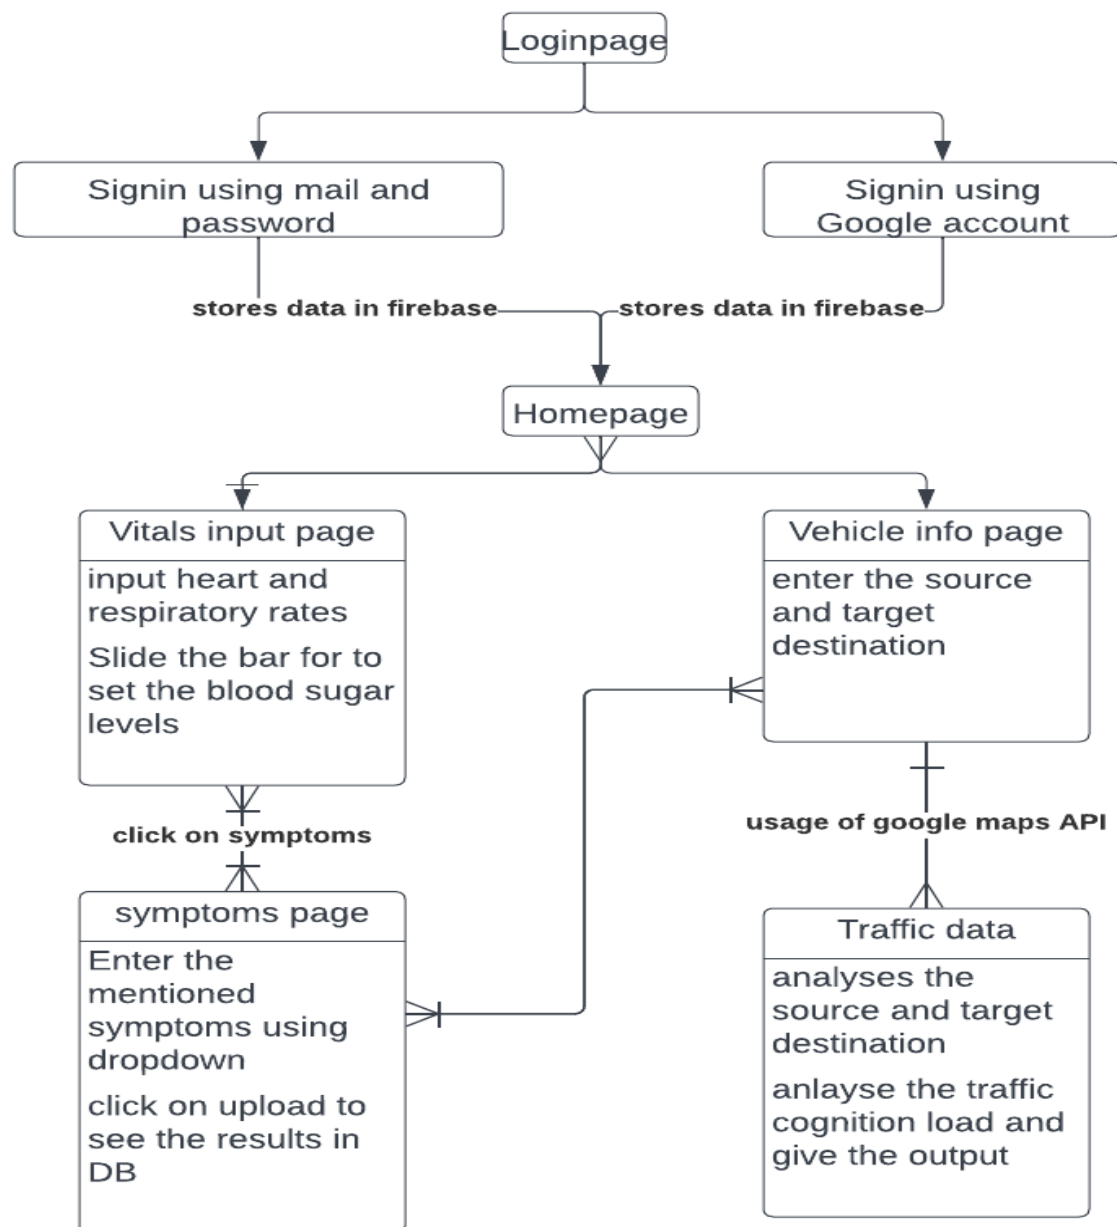 Loginpage
Signin using mail and
password
Signin using
Google account
stores data in firebase
stores data in firebase
Homepage
Vitals input page
input heart and
respiratory rates
Slide the bar for to
set the blood sugar
levels
Vehicle info page
enter the source
and target
destination
click on symptoms
usage of google maps API
symptoms page
Enter the
mentioned
symptoms using
dropdown
click on upload to
see the results in
DB
Traffic data
analyses the
source and target
destination
anlayse the traffic
cognition load and
give the output